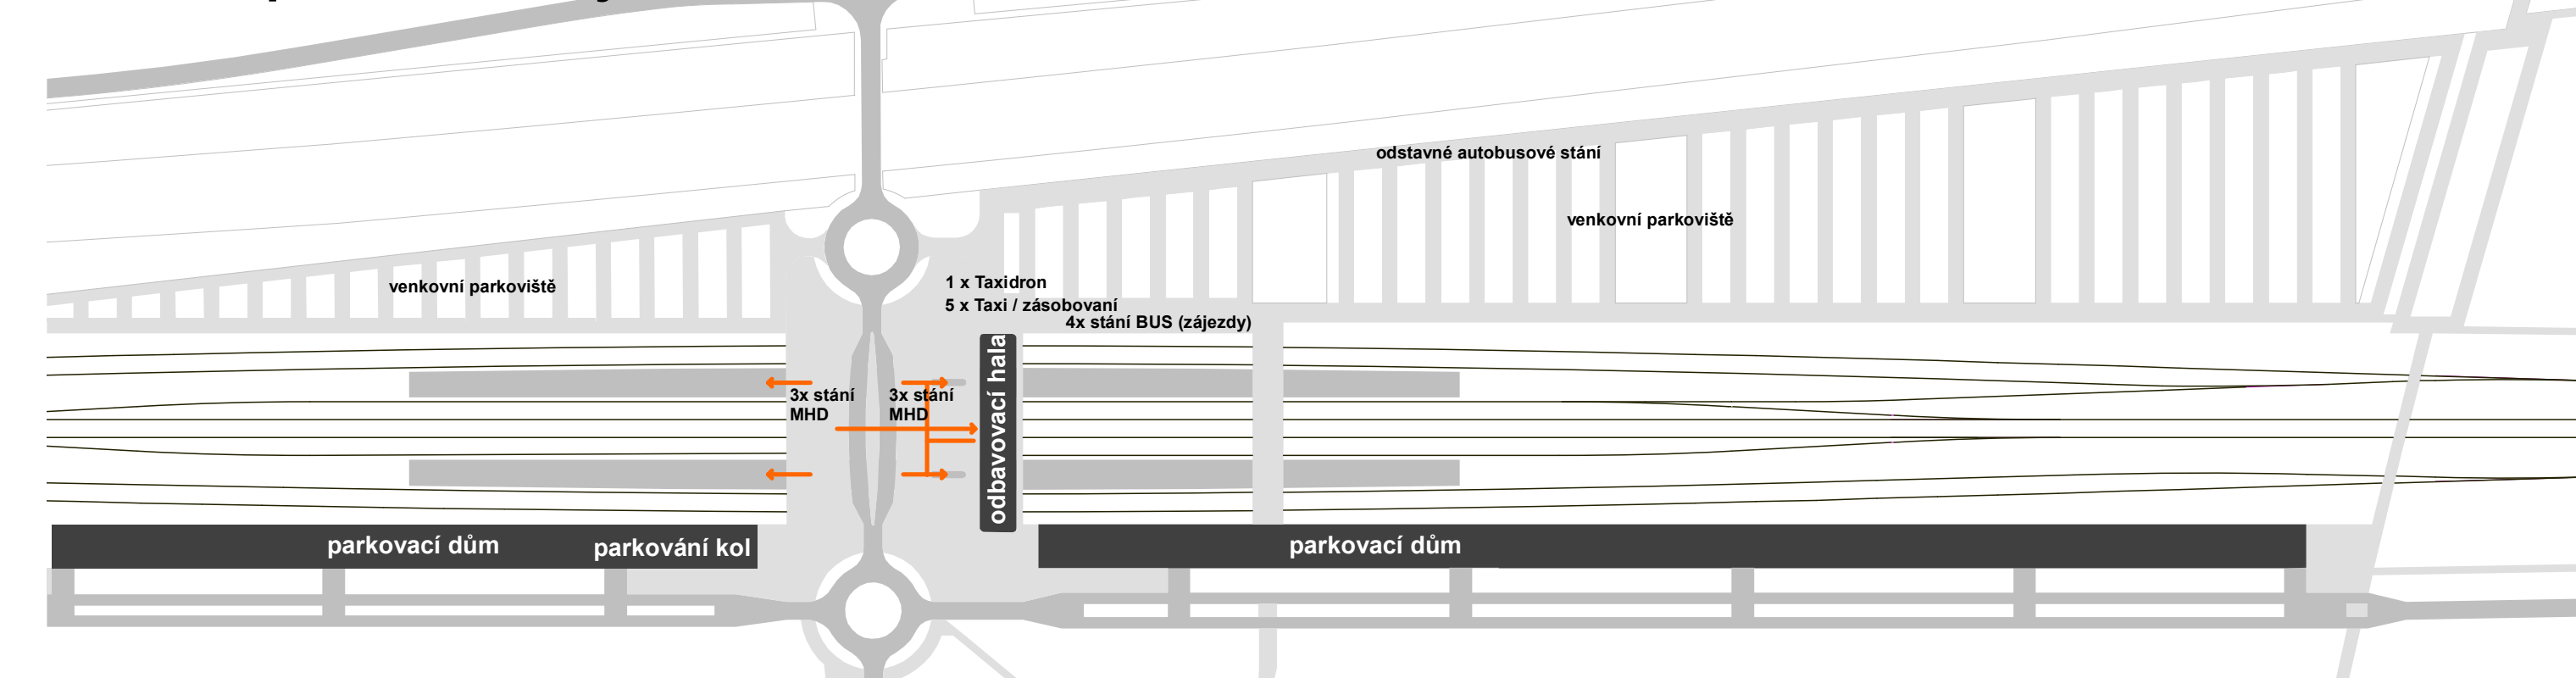 odstavné autobusové stání
venkovní parkoviště
venkovní parkoviště
1 x Taxidron
5 x Taxi / zásobovaní
4x stání BUS (zájezdy)
odbavovací hala
3x stání
MHD
3x stání
MHD
parkovací dům
parkování kol
parkovací dům